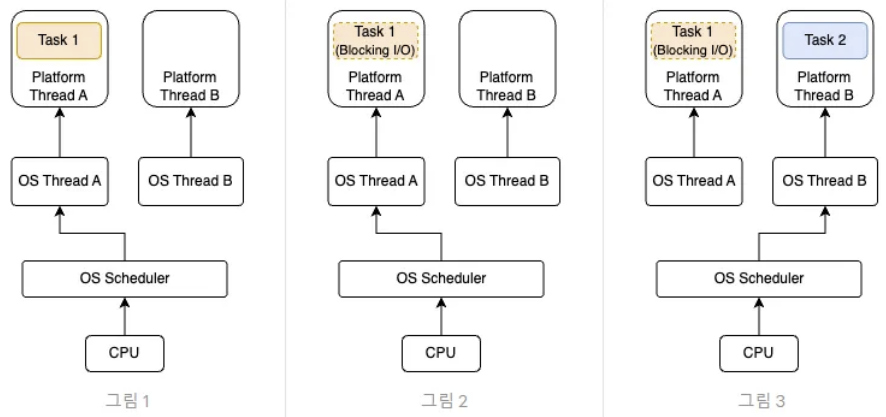 Task 1
Platform
Thread A
Platform
Thread B
OS Thread A
OS Thread B
OS Scheduler
CPU
그림 1
Task 1
(Blocking I/O)
Platform
Thread A
Platform
Thread B
OS Thread A
OS Thread B
OS Scheduler
CPU
그림 2
Task 1
(Blocking I/O)
Task 2
Platform
Thread A
Platform
Thread B
OS Thread A
OS Thread B
OS Scheduler
CPU
그림 3